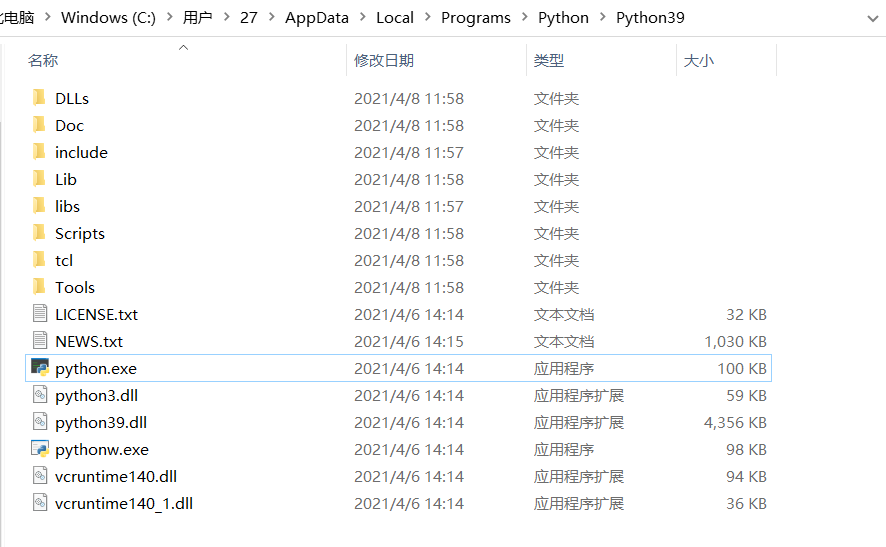 此电脑 > Windows (C:) > 用户 > 27 > AppData > Local > Programs > Python > Python39
名称 修改日期 类型 大小
DLLs 2021/4/8 11:58 文件夹
Doc 2021/4/8 11:58 文件夹
include 2021/4/8 11:57 文件夹
Lib 2021/4/8 11:58 文件夹
libs 2021/4/8 11:57 文件夹
Scripts 2021/4/8 11:58 文件夹
tcl 2021/4/8 11:58 文件夹
Tools 2021/4/8 11:58 文件夹
LICENSE.txt 2021/4/6 14:14 文本文档 32 KB
NEWS.txt 2021/4/6 14:15 文本文档 1,030 KB
python.exe 2021/4/6 14:14 应用程序 100 KB
python3.dll 2021/4/6 14:14 应用程序扩展 59 KB
python39.dll 2021/4/6 14:14 应用程序扩展 4,356 KB
pythonw.exe 2021/4/6 14:14 应用程序 98 KB
vcruntime140.dll 2021/4/6 14:14 应用程序扩展 94 KB
vcruntime140_1.dll 2021/4/6 14:14 应用程序扩展 36 KB